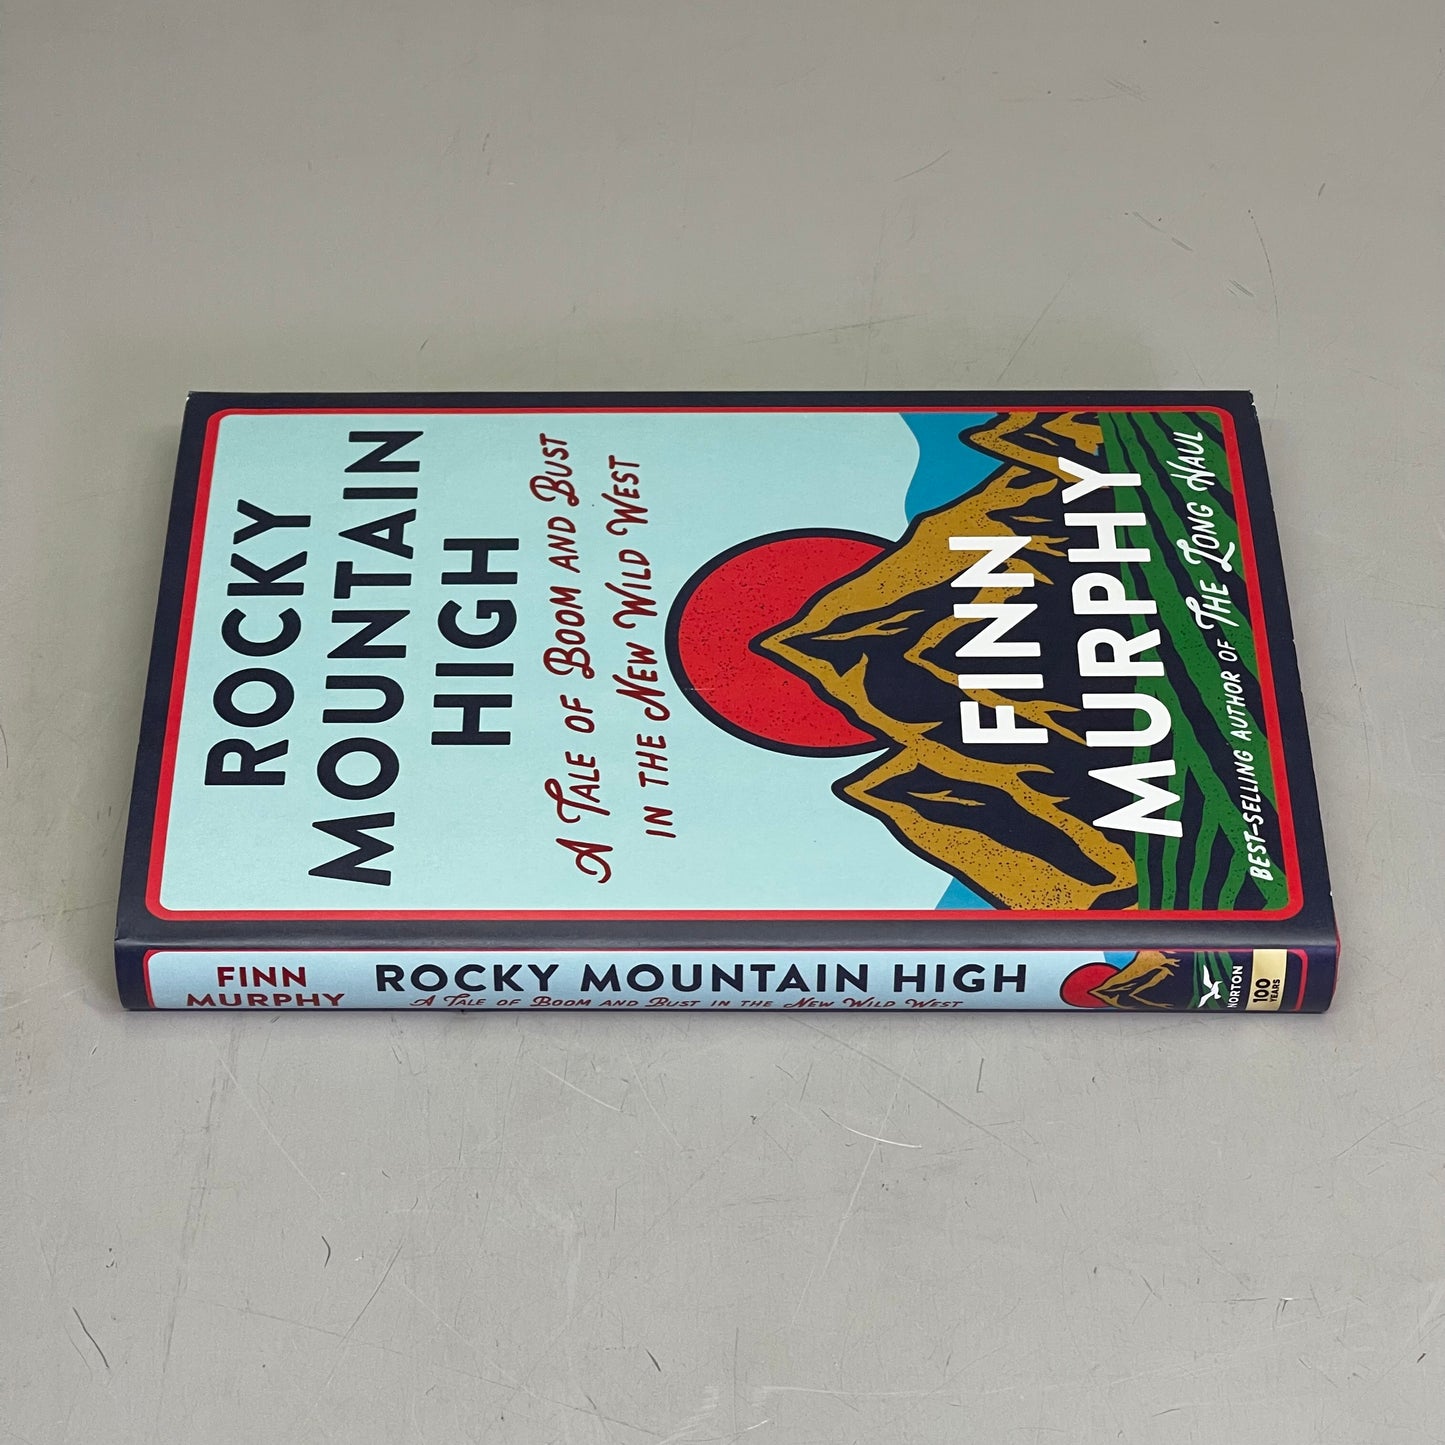 ROCKY
MOUNTAIN
HIGH
A TALE OF BOOM AND BUST
IN THE NEW WILD WEST
FINN
MURPHY
BEST-SELLING AUTHOR OF THE LONG HAUL
FINN
MURPHY
ROCKY MOUNTAIN HIGH
A TALE OF BOOM AND BUST IN THE NEW WILD WEST
NORTON
100
YEARS